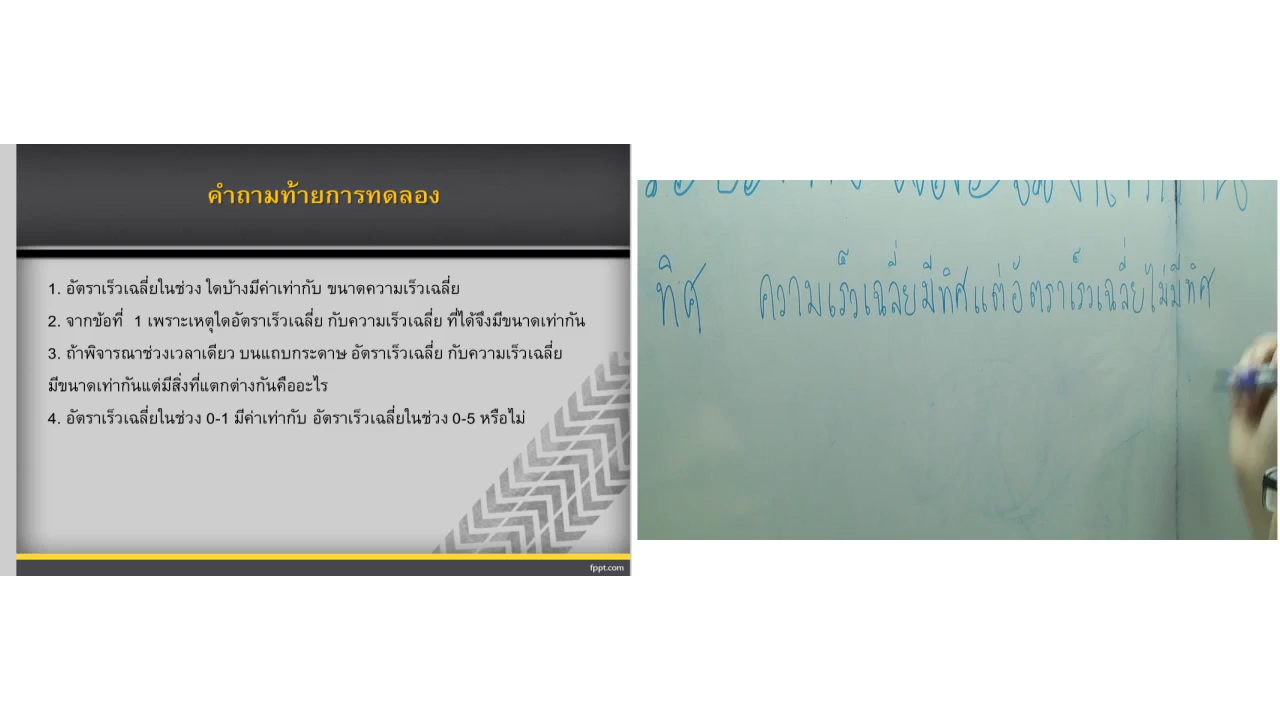 คำถามท้ายการทดลอง
1. อัตราเร็วเฉลี่ยในช่วง ใดบ้างมีค่าเท่ากับ ขนาดความเร็วเฉลี่ย
2. จากข้อที่ 1 เพราะเหตุใดอัตราเร็วเฉลี่ย กับความเร็วเฉลี่ย ที่ได้จึงมีขนาดเท่ากัน
3. ถ้าพิจารณาช่วงเวลาเดียว บนแถบกระดาษ อัตราเร็วเฉลี่ย กับความเร็วเฉลี่ย
มีขนาดเท่ากันแต่มีสิ่งที่แตกต่างกันคืออะไร
4. อัตราเร็วเฉลี่ยในช่วง 0-1 มีค่าเท่ากับ อัตราเร็วเฉลี่ยในช่วง 0-5 หรือไม่
fppt.com
ทิศ ความเร็วเฉลี่ยมีทิศแต่อัตราเร็วเฉลี่ยไม่มีทิศ